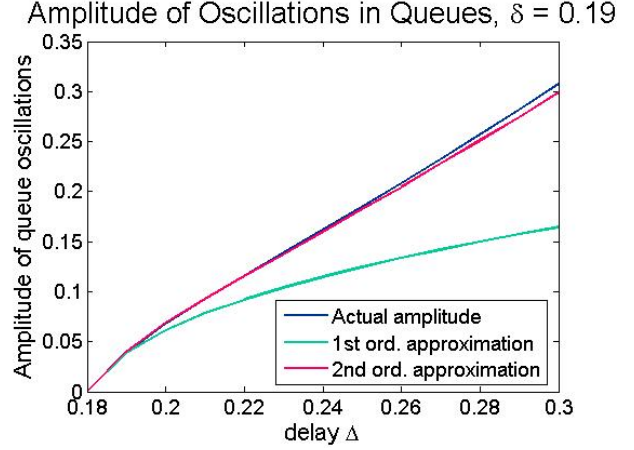 Amplitude of Oscillations in Queues, δ = 0.19
Amplitude of queue oscillations
0.35
0.3
0.25
0.2
0.15
0.1
0.05
0
Actual amplitude
1st ord. approximation
2nd ord. approximation
0.18
0.2
0.22
0.24
0.26
0.28
0.3
delay Δ